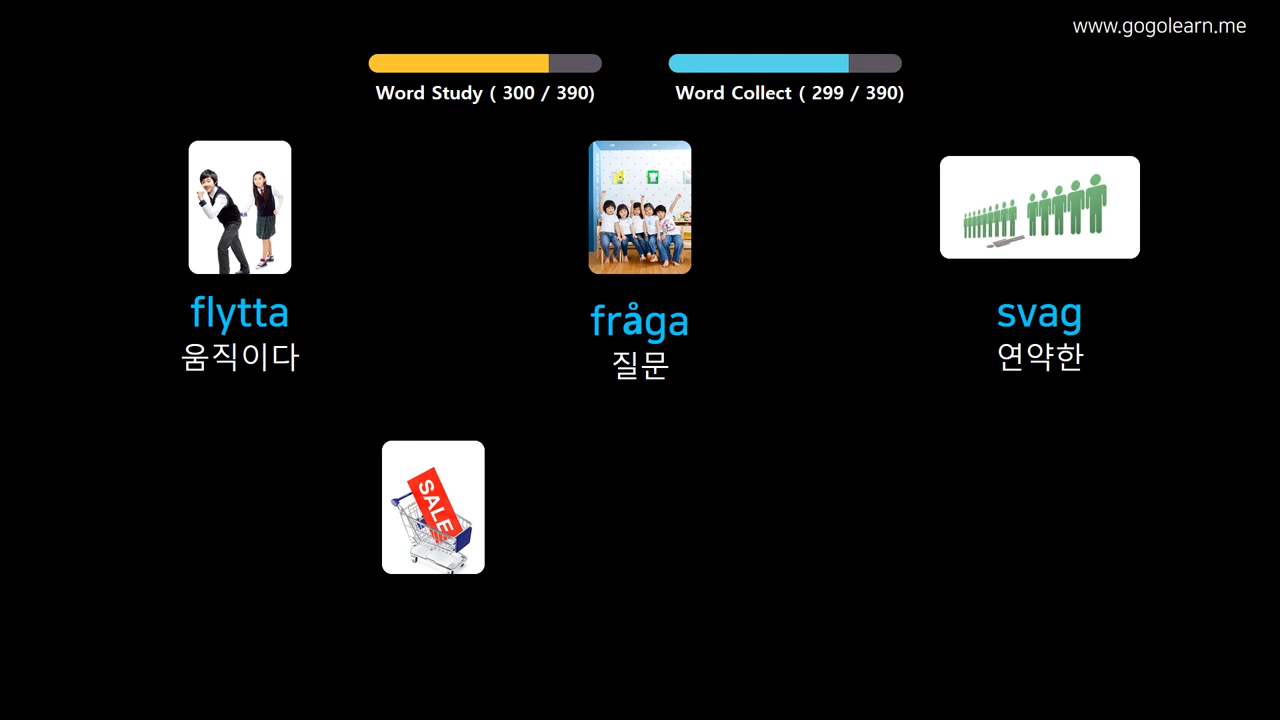 www.gogolearn.me
Word Study ( 300 / 390)
Word Collect ( 299 / 390)
flytta
움직이다
fråga
질문
svag
연약한
SALE